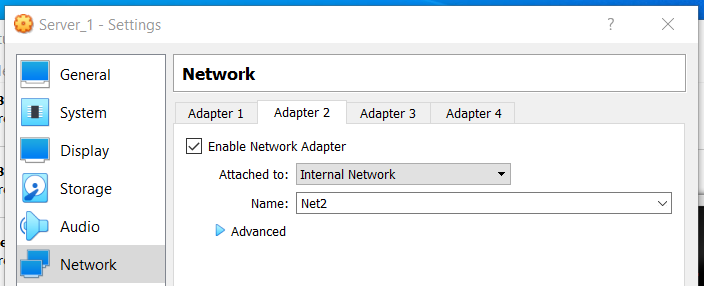 Server_1 - Settings
?
General
System
Display
Storage
Audio
Network
Network
Adapter 1 Adapter 2 Adapter 3 Adapter 4
Enable Network Adapter
Attached to: Internal Network
Name: Net2
Advanced